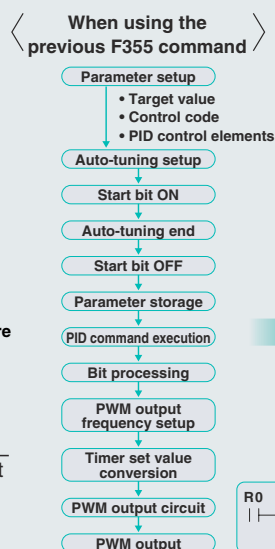 When using the
previous F355 command
Parameter setup
• Target value
• Control code
• PID control elements
Auto-tuning setup
Start bit ON
Auto-tuning end
Start bit OFF
Parameter storage
PID command execution
Bit processing
PWM output
frequency setup
Timer set value
conversion
PWM output circuit
PWM output
R0